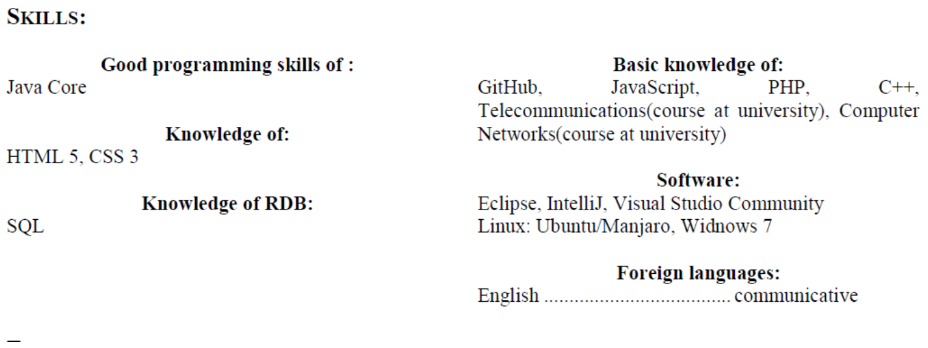 SKILLS:
Good programming skills of :
Java Core
Knowledge of:
HTML 5, CSS 3
Knowledge of RDB:
SQL
Basic knowledge of:
GitHub, JavaScript, PHP, C++,
Telecommunications(course at university), Computer
Networks(course at university)
Software:
Eclipse, IntelliJ, Visual Studio Community
Linux: Ubuntu/Manjaro, Widnows 7
Foreign languages:
English ..................................... communicative